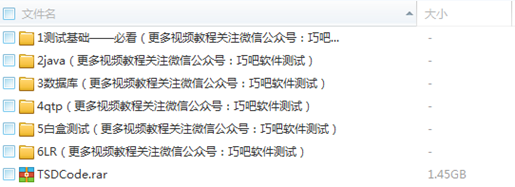 文件名 大小
1测试基础——必看（更多视频教程关注微信公众号：巧吧... -
2java（更多视频教程关注微信公众号：巧吧软件测试） -
3数据库（更多视频教程关注微信公众号：巧吧软件测试） -
4qtp（更多视频教程关注微信公众号：巧吧软件测试） -
5白盒测试（更多视频教程关注微信公众号：巧吧软件测试） -
6LR（更多视频教程关注微信公众号：巧吧软件测试） -
TSDCode.rar 1.45GB